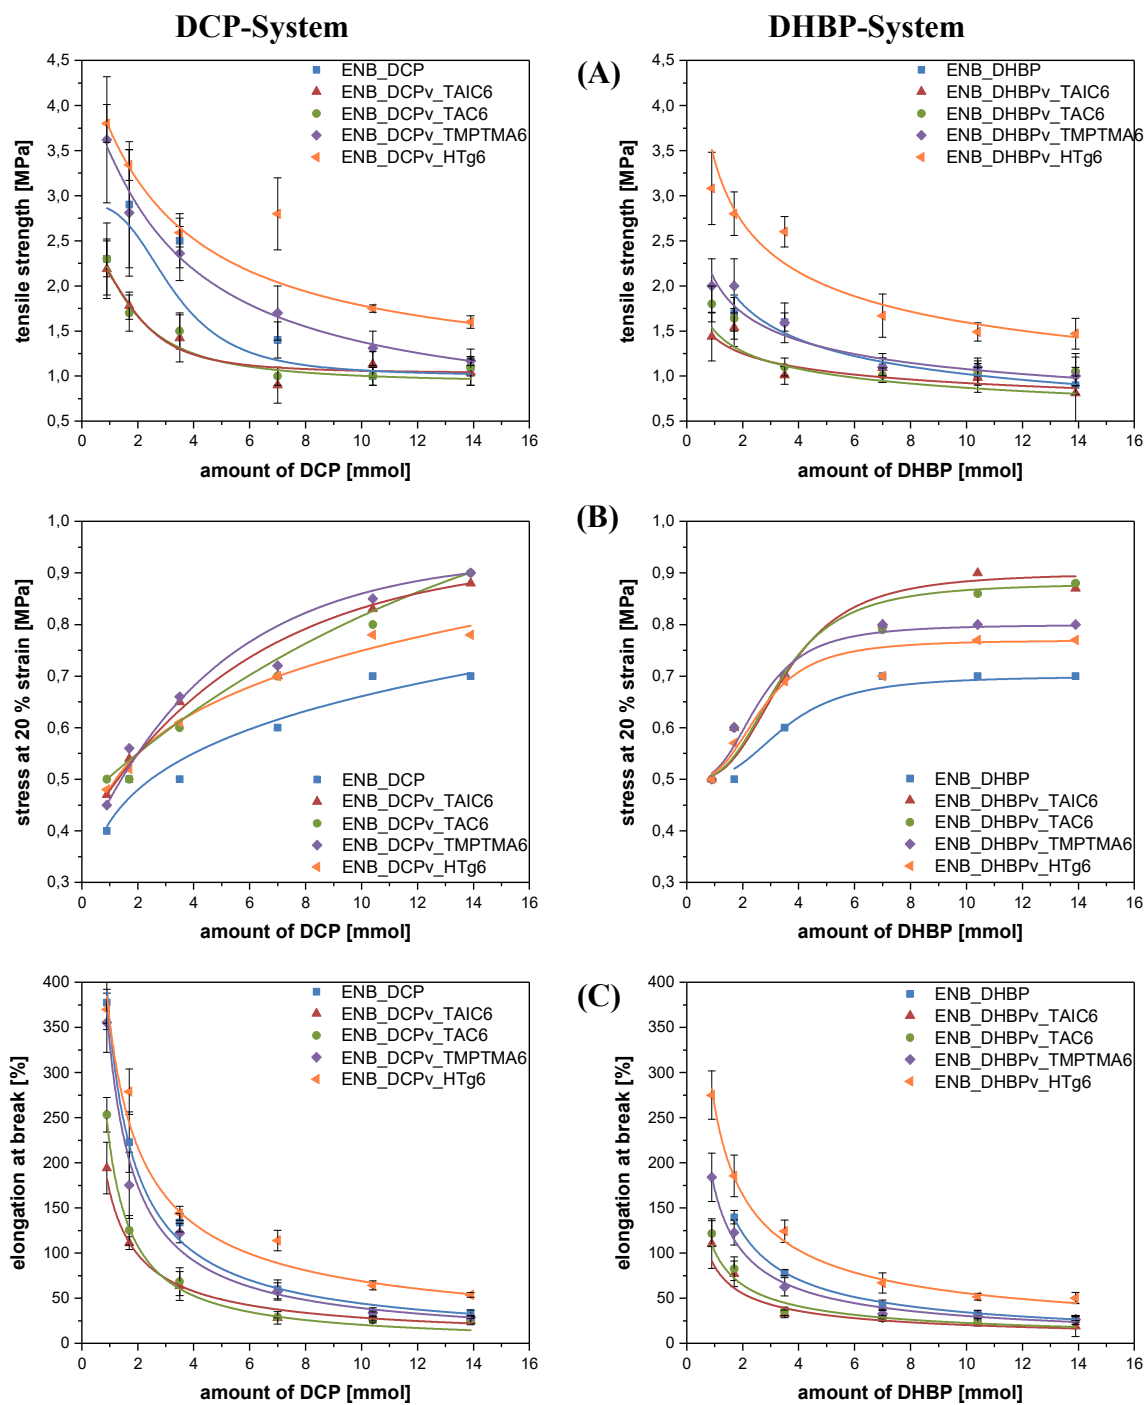 DCP-System
DHBP-System
(A)
4,5
4,0
3,5
3,0
2,5
2,0
1,5
1,0
0,5
tensile strength [MPa]
ENB_DCP
ENB_DCPv_TAIC6
ENB_DCPv_TAC6
ENB_DCPv_TMPTMA6
ENB_DCPv_HTg6
0 2 4 6 8 10 12 14 16
amount of DCP [mmol]
4,5
4,0
3,5
3,0
2,5
2,0
1,5
1,0
0,5
tensile strength [MPa]
ENB_DHBP
ENB_DHBPv_TAIC6
ENB_DHBPv_TAC6
ENB_DHBPv_TMPTMA6
ENB_DHBPv_HTg6
0 2 4 6 8 10 12 14 16
amount of DHBP [mmol]
(B)
1,0
0,9
0,8
0,7
0,6
0,5
0,4
0,3
stress at 20 % strain [MPa]
ENB_DCP
ENB_DCPv_TAIC6
ENB_DCPv_TAC6
ENB_DCPv_TMPTMA6
ENB_DCPv_HTg6
0 2 4 6 8 10 12 14 16
amount of DCP [mmol]
1,0
0,9
0,8
0,7
0,6
0,5
0,4
0,3
stress at 20 % strain [MPa]
ENB_DHBP
ENB_DHBPv_TAIC6
ENB_DHBPv_TAC6
ENB_DHBPv_TMPTMA6
ENB_DHBPv_HTg6
0 2 4 6 8 10 12 14 16
amount of DHBP [mmol]
(C)
400
350
300
250
200
150
100
50
0
elongation at break [%]
ENB_DCP
ENB_DCPv_TAIC6
ENB_DCPv_TAC6
ENB_DCPv_TMPTMA6
ENB_DCPv_HTg6
0 2 4 6 8 10 12 14 16
amount of DCP [mmol]
400
350
300
250
200
150
100
50
0
elongation at break [%]
ENB_DHBP
ENB_DHBPv_TAIC6
ENB_DHBPv_TAC6
ENB_DHBPv_TMPTMA6
ENB_DHBPv_HTg6
0 2 4 6 8 10 12 14 16
amount of DHBP [mmol]